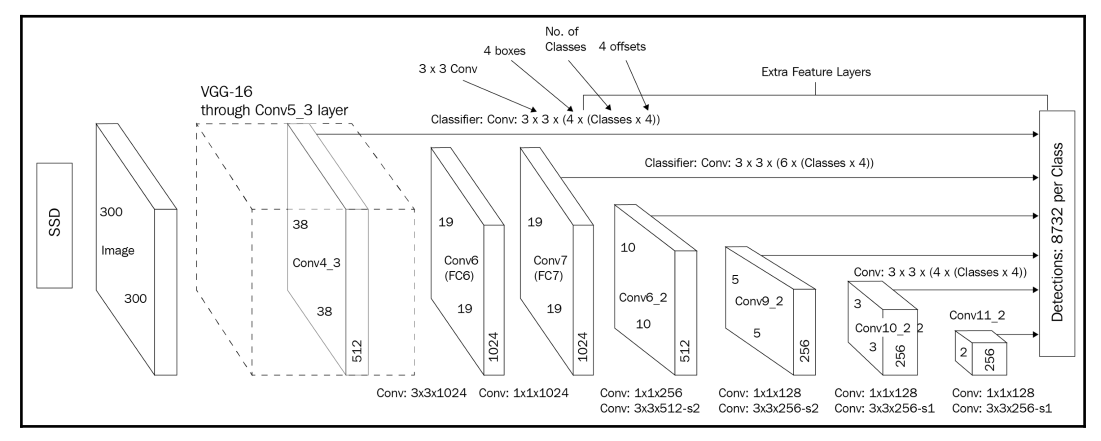 No. of
Classes
4 boxes
4 offsets
3 x 3 Conv
Extra Feature Layers
VGG-16
through Conv5_3 layer
Classifier: Conv: 3 x 3 x (4 x (Classes x 4))
Classifier: Conv: 3 x 3 x (6 x (Classes x 4))
SSD
300
Image
300
38
Conv4_3
38
512
19
Conv6
(FC6)
19
1024
19
Conv7
(FC7)
19
1024
10
Conv6_2
10
512
5
Conv9_2
5
256
Conv: 3 x 3 x (4 x (Classes x 4))
3
Conv10_2 2
3
256
Conv11_2
2
256
Detections: 8732 per Class
Conv: 3x3x1024
Conv: 1x1x1024
Conv: 1x1x256
Conv: 3x3x512-s2
Conv: 1x1x128
Conv: 3x3x256-s2
Conv: 1x1x128
Conv: 3x3x256-s1
Conv: 1x1x128
Conv: 3x3x256-s1